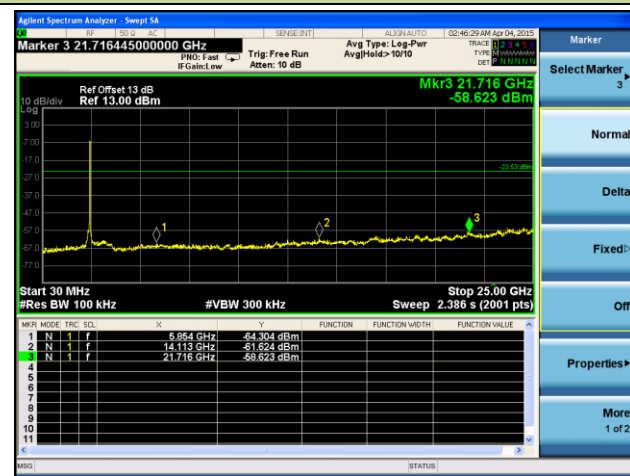 Agilent Spectrum Analyzer - Swept SA
RF 50 Ω AC SENSE:INT ALIGN AUTO 02:46:29 AM Apr 04, 2015
Marker 3 21.716445000000 GHz
PNO: Fast Trig: Free Run Avg Type: Log-Pwr TRACE 1 2 3 4 5 6
IFGain:Low Atten: 10 dB Avg|Hold:>10/10 TYPE M WWWWW
DET P N N N N N
Ref Offset 13 dB Mkr3 21.716 GHz
10 dB/div Ref 13.00 dBm -58.623 dBm
Log
3.00
-7.00
-17.0
-23.53 dBm
-27.0
-37.0
-47.0
-57.0
-67.0
-77.0
1
2
3
Start 30 MHz Stop 25.00 GHz
#Res BW 100 kHz #VBW 300 kHz Sweep 2.386 s (2001 pts)
MKR MODE TRC SCL X Y FUNCTION FUNCTION WIDTH FUNCTION VALUE
1 N 1 f 5.854 GHz -64.304 dBm
2 N 1 f 14.113 GHz -61.624 dBm
3 N 1 f 21.716 GHz -58.623 dBm
4
5
6
7
8
9
10
11
MSG STATUS
Marker
Select Marker
3
Normal
Delta
Fixed
Off
Properties
More
1 of 2